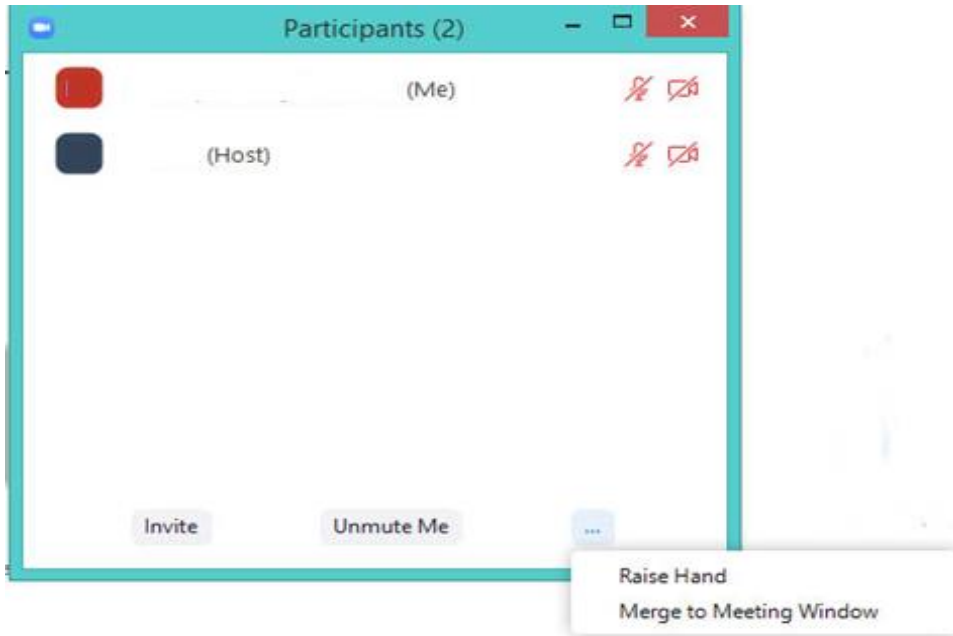 Participants (2)
(Me)
(Host)
Invite
Unmute Me
...
Raise Hand
Merge to Meeting Window